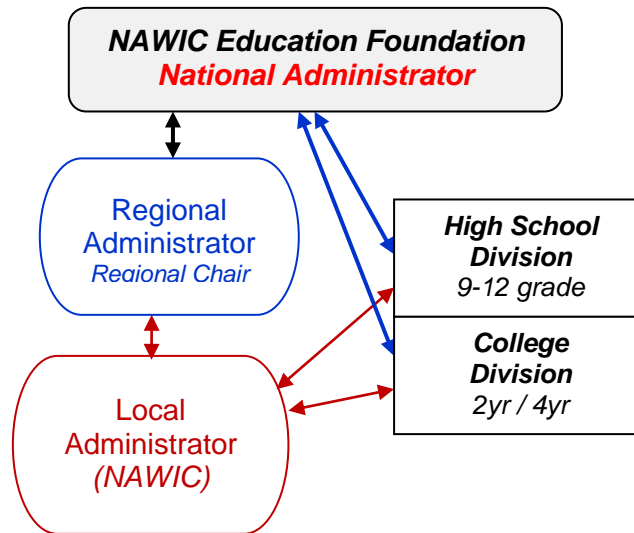 NAWIC Education Foundation
National Administrator
Regional
Administrator
Regional Chair
High School
Division
9-12 grade
College
Division
2yr / 4yr
Local
Administrator
(NAWIC)